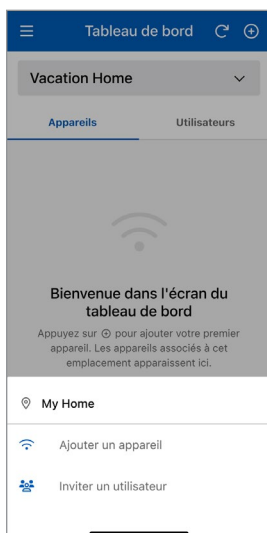 Tableau de bord
Vacation Home
Appareils Utilisateurs
Bienvenue dans l'écran du
tableau de bord
Appuyez sur ⊕ pour ajouter votre premier
appareil. Les appareils associés à cet
emplacement apparaissent ici.
My Home
Ajouter un appareil
Inviter un utilisateur